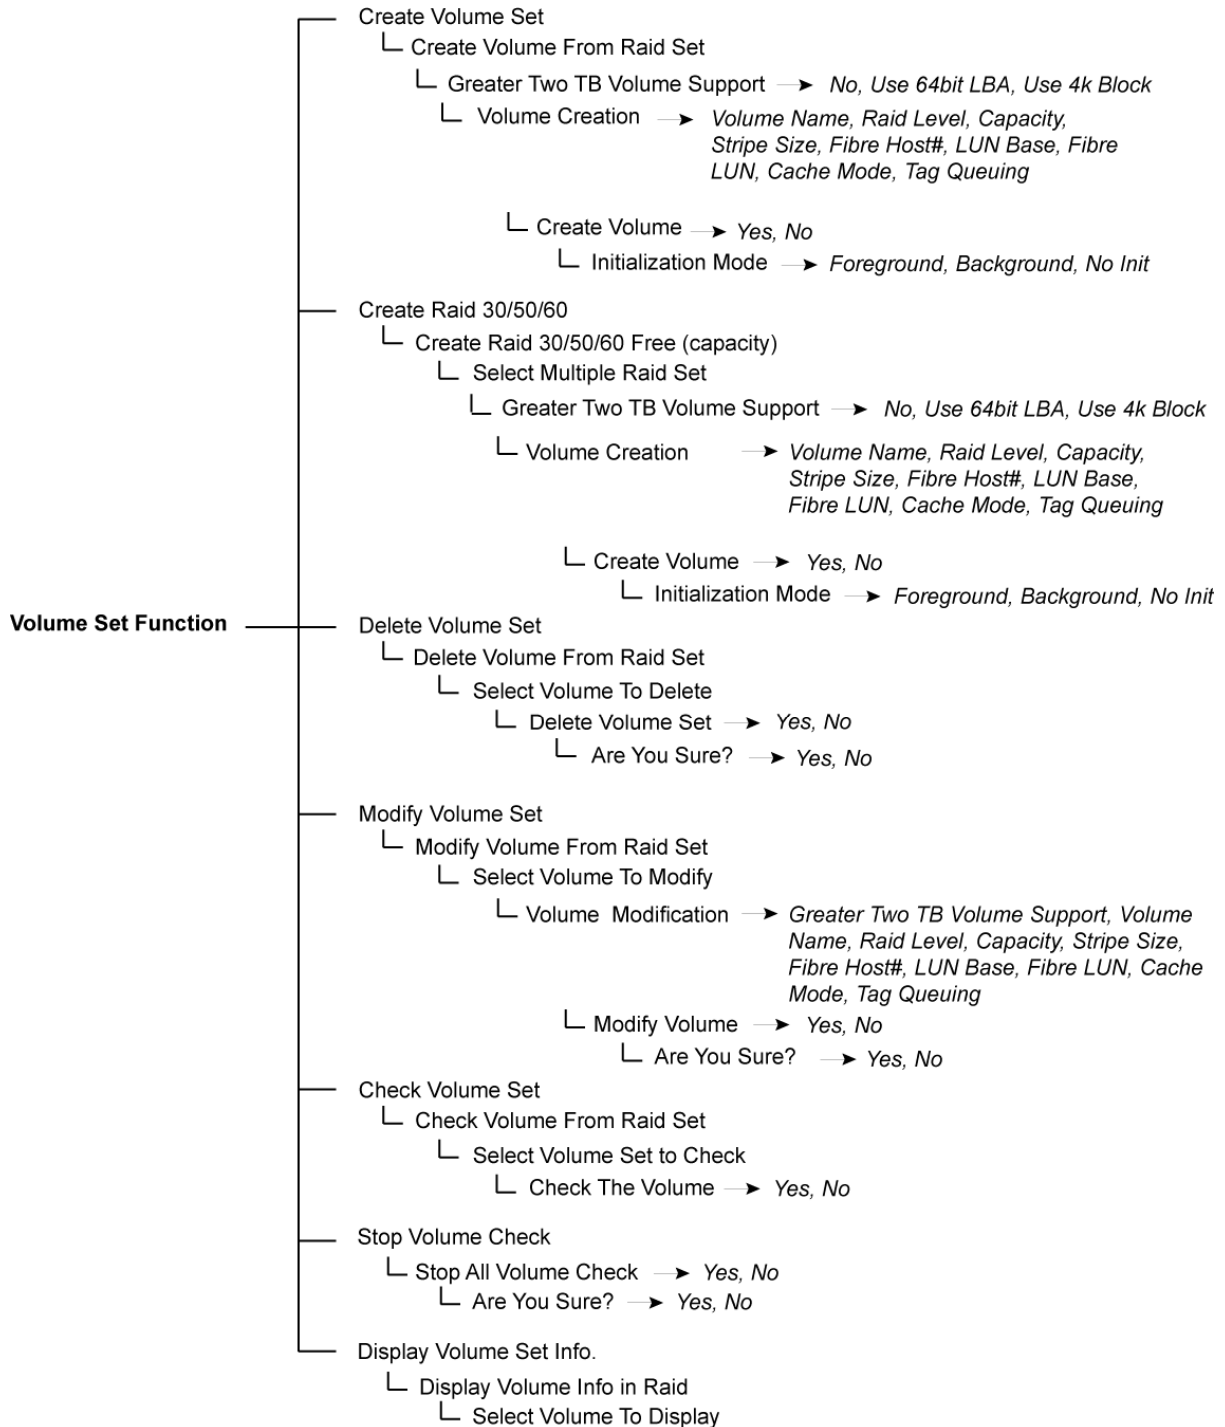 Create Volume Set
Create Volume From Raid Set
Greater Two TB Volume Support No, Use 64bit LBA, Use 4k Block
Volume Creation Volume Name, Raid Level, Capacity,
Stripe Size, Fibre Host#, LUN Base, Fibre
LUN, Cache Mode, Tag Queuing
Create Volume Yes, No
Initialization Mode Foreground, Background, No Init
Create Raid 30/50/60
Create Raid 30/50/60 Free (capacity)
Select Multiple Raid Set
Greater Two TB Volume Support No, Use 64bit LBA, Use 4k Block
Volume Creation Volume Name, Raid Level, Capacity,
Stripe Size, Fibre Host#, LUN Base,
Fibre LUN, Cache Mode, Tag Queuing
Create Volume Yes, No
Initialization Mode Foreground, Background, No Init
Volume Set Function
Delete Volume Set
Delete Volume From Raid Set
Select Volume To Delete
Delete Volume Set Yes, No
Are You Sure? Yes, No
Modify Volume Set
Modify Volume From Raid Set
Select Volume To Modify
Volume Modification Greater Two TB Volume Support, Volume
Name, Raid Level, Capacity, Stripe Size,
Fibre Host#, LUN Base, Fibre LUN, Cache
Mode, Tag Queuing
Modify Volume Yes, No
Are You Sure? Yes, No
Check Volume Set
Check Volume From Raid Set
Select Volume Set to Check
Check The Volume Yes, No
Stop Volume Check
Stop All Volume Check Yes, No
Are You Sure? Yes, No
Display Volume Set Info.
Display Volume Info in Raid
Select Volume To Display